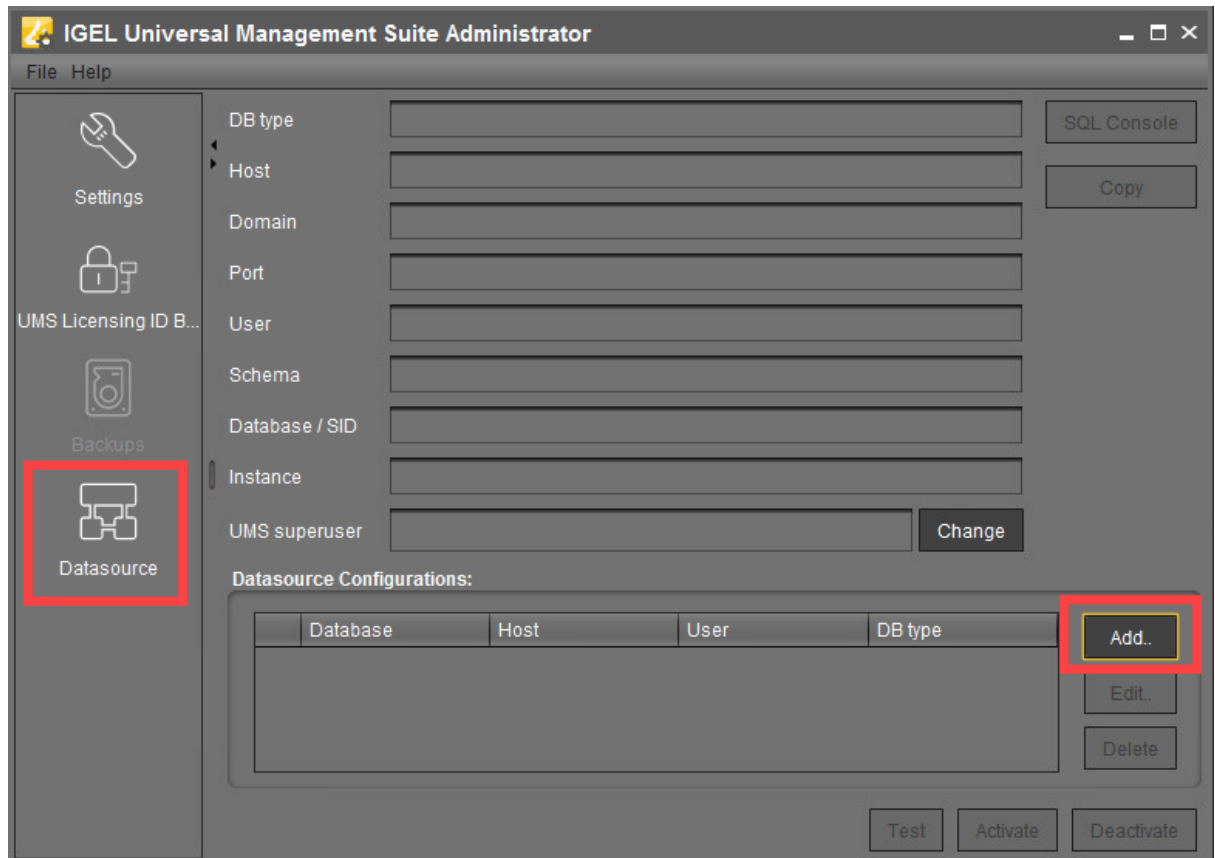 IGEL Universal Management Suite Administrator
File Help
Settings
UMS Licensing ID B...
Backups
Datasource
DB type
SQL Console
Host
Copy
Domain
Port
User
Schema
Database / SID
Instance
UMS superuser
Change
Datasource Configurations:
Database Host User DB type
Add..
Edit..
Delete
Test Activate Deactivate